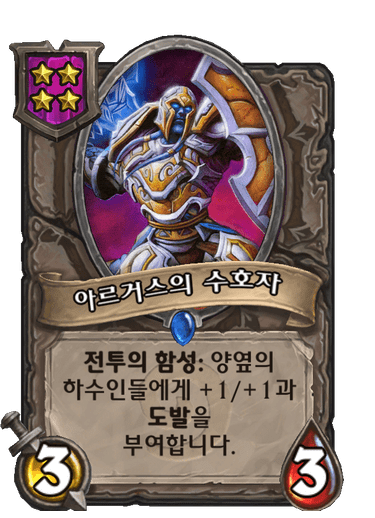 아르거스의 수호자
전투의 함성: 양옆의
하수인들에게 +1/+1과
도발을
부여합니다.
3
3